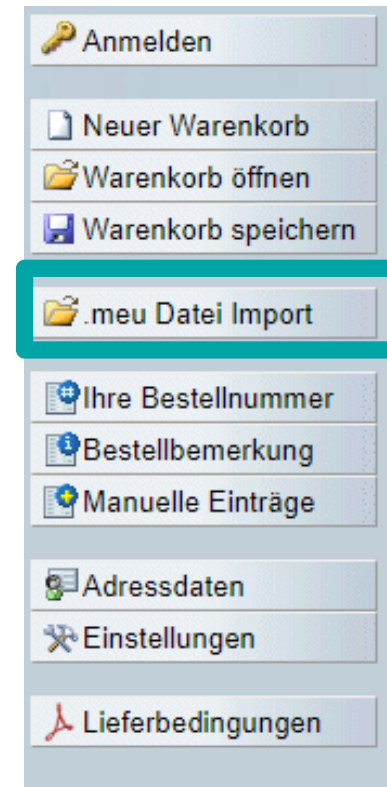 Anmelden
Neuer Warenkorb
Warenkorb öffnen
Warenkorb speichern
.meu Datei Import
Ihre Bestellnummer
Bestellbemerkung
Manuelle Einträge
Adressdaten
Einstellungen
Lieferbedingungen